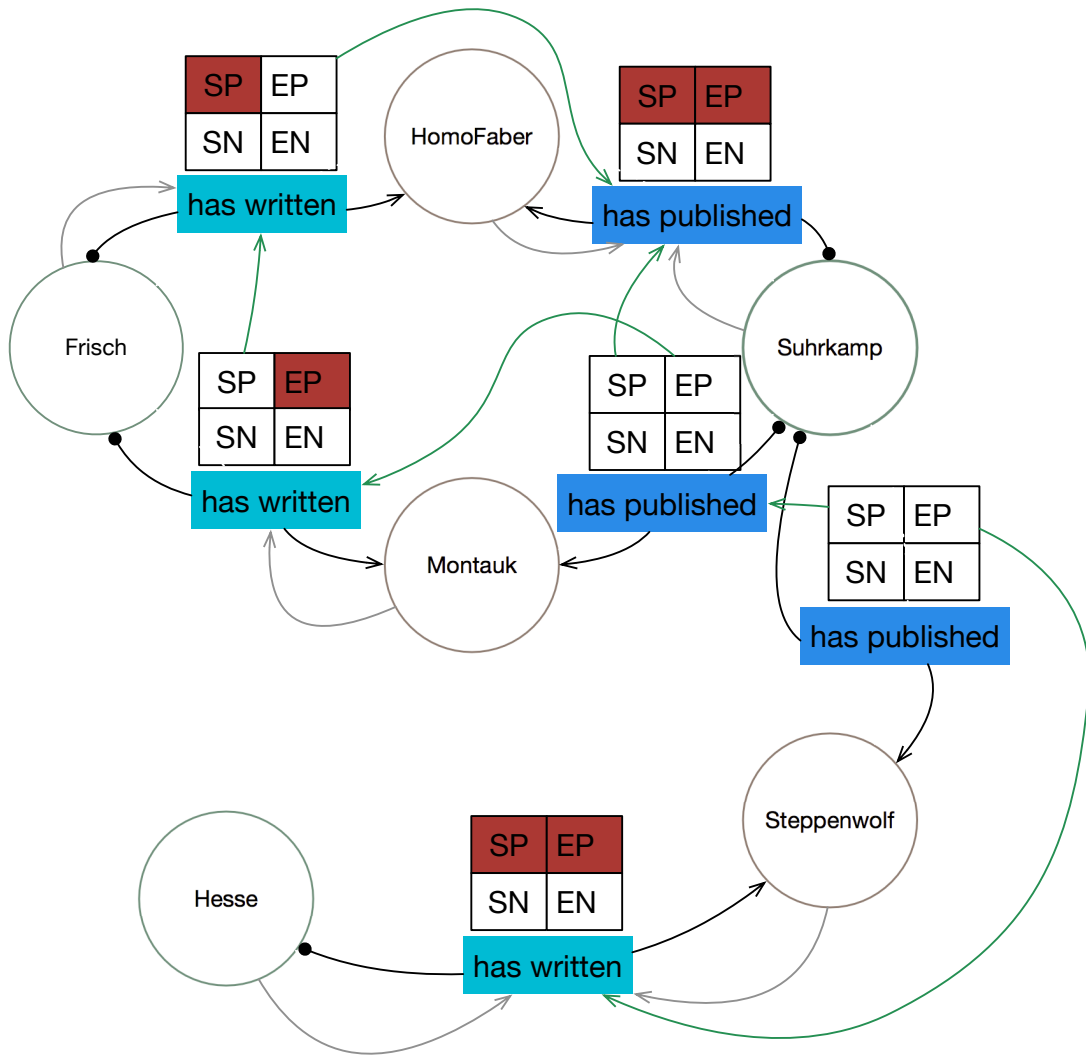 SP EP
SN EN
has written
HomoFaber
SP EP
SN EN
has published
Frisch
Suhrkamp
SP EP
SN EN
has written
SP EP
SN EN
has published
Montauk
SP EP
SN EN
has published
Steppenwolf
Hesse
SP EP
SN EN
has written